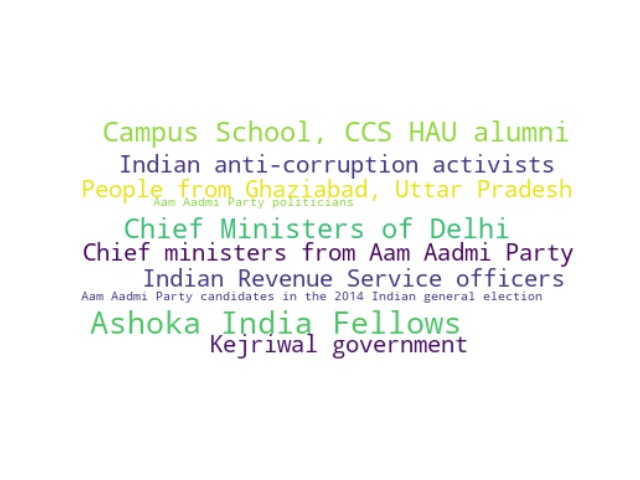 Campus School, CCS HAU alumni
Indian anti-corruption activists
People from Ghaziabad, Uttar Pradesh
Aam Aadmi Party politicians
Chief Ministers of Delhi
Chief ministers from Aam Aadmi Party
Indian Revenue Service officers
Aam Aadmi Party candidates in the 2014 Indian general election
Ashoka India Fellows
Kejriwal government